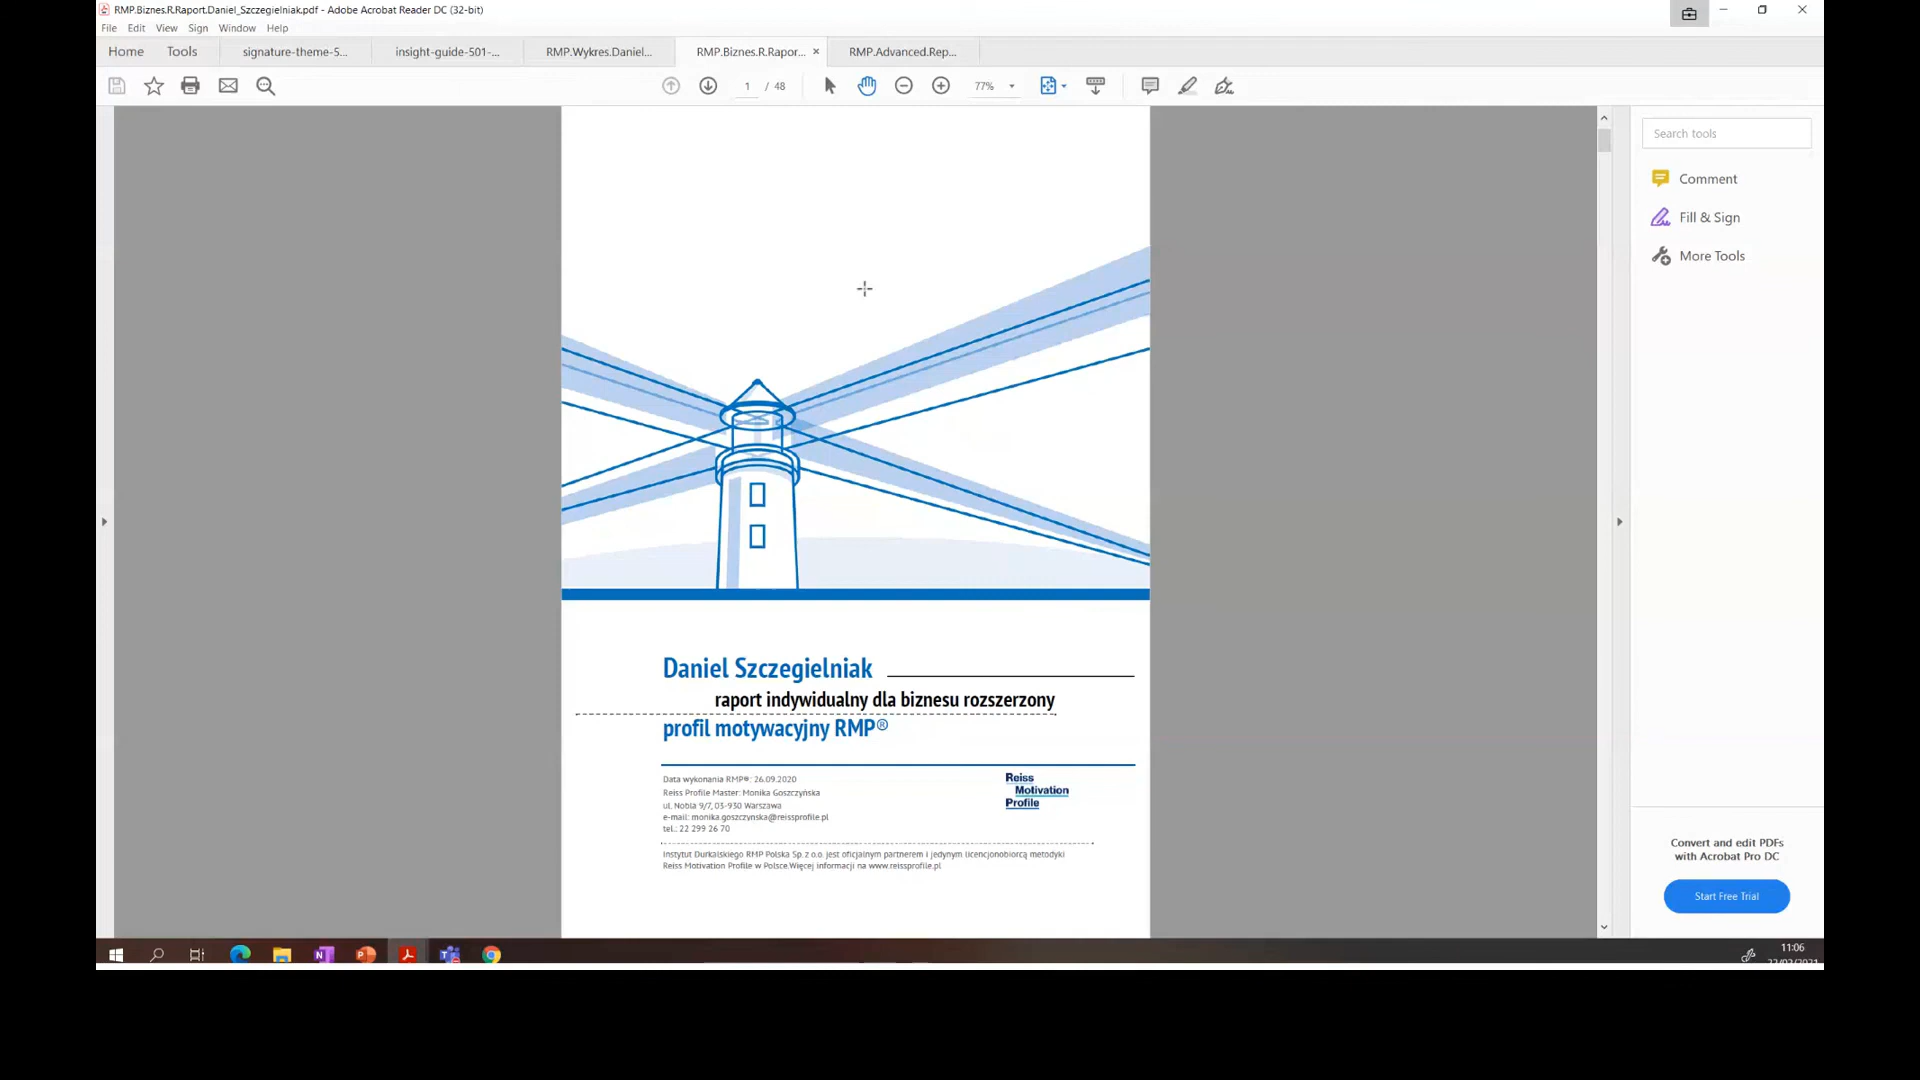 RMP.Biznes.R.Raport.Daniel_Szczegielniak.pdf - Adobe Acrobat Reader DC (32-bit)
File Edit View Sign Window Help
Home Tools signature-theme-5... insight-guide-501-... RMP.Wykres.Daniel... RMP.Biznes.R.Rapor... × RMP.Advanced.Rep...
1 / 48 77%
Search tools
Comment
Fill & Sign
More Tools
Daniel Szczegielniak
raport indywidualny dla biznesu rozszerzony
profil motywacyjny RMP®
Data wykonania RMP®: 26.09.2020
Reiss Profile Master: Monika Goszczyńska
ul. Nobla 9/7, 03-930 Warszawa
e-mail: monika.goszczynska@reissprofile.pl
tel.: 22 299 26 70
Reiss
Motivation
Profile
Instytut Durkalskiego RMP Polska Sp. z o.o. jest oficjalnym partnerem i jedynym licencjonobiorcą metodyki
Reiss Motivation Profile w Polsce.Więcej informacji na www.reissprofile.pl
Convert and edit PDFs
with Acrobat Pro DC
Start Free Trial
11:06